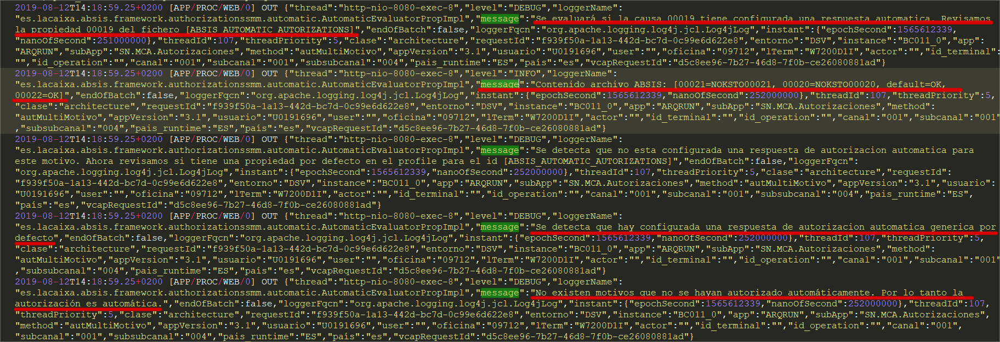 2019-08-12T14:18:59.25+0200 [APP/PROC/WEB/0] OUT {"thread":"http-nio-8080-exec-8","level":"DEBUG","loggerName":
"es.lacaixa.absis.framework.authorizationssmm.automatic.AutomaticEvaluatorPropImpl","message":"Se evaluará si la causa 00019 tiene configurada una respuesta automatica. Revisamos
la propiedad 00019 del fichero [ABSIS_AUTOMATIC_AUTORIZATIONS]","endOfBatch":false,"loggerFqcn":"org.apache.logging.log4j.jcl.Log4jLog","instant":{"epochSecond":1565612339,
"nanoOfSecond":251000000},"threadId":107,"threadPriority":5,"clase":"architecture","requestId":"f939f50a-1a13-442d-bc7d-0c99e6d622e8","entorno":"DSV","instance":"BC011_0","app":
"ARQRUN","subApp":"SN.MCA.Autorizaciones","method":"autMultiMotivo","appVersion":"3.1","usuario":"U0191696","user":"","oficina":"09712","lTerm":"W7200D1I","actor":"","id_terminal":
"","id_operation":"","canal":"001","subcanal":"001","subsubcanal":"004","pais_runtime":"ES","país":"es","vcapRequestId":"d5c8ee96-7b27-46d8-7f0b-ce26080881ad"}
2019-08-12T14:18:59.25+0200 [APP/PROC/WEB/0] OUT {"thread":"http-nio-8080-exec-8","level":"INFO","loggerName":
"es.lacaixa.absis.framework.authorizationssmm.automatic.AutomaticEvaluatorPropImpl","message":"Contenido archivo ABSIS: [00021=NOKSTO00021, 00020=NOKSTO00020, default=OK,
00022=OK]","endOfBatch":false,"loggerFqcn":"org.apache.logging.log4j.jcl.Log4jLog","instant":{"epochSecond":1565612339,"nanoOfSecond":252000000},"threadId":107,"threadPriority":5,
"clase":"architecture","requestId":"f939f50a-1a13-442d-bc7d-0c99e6d622e8","entorno":"DSV","instance":"BC011_0","app":"ARQRUN","subApp":"SN.MCA.Autorizaciones","method":
"autMultiMotivo","appVersion":"3.1","usuario":"U0191696","user":"","oficina":"09712","lTerm":"W7200D1I","actor":"","id_terminal":"","id_operation":"","canal":"001","subcanal":"001"
,"subsubcanal":"004","pais_runtime":"ES","país":"es","vcapRequestId":"d5c8ee96-7b27-46d8-7f0b-ce26080881ad"}
2019-08-12T14:18:59.25+0200 [APP/PROC/WEB/0] OUT {"thread":"http-nio-8080-exec-8","level":"DEBUG","loggerName":
"es.lacaixa.absis.framework.authorizationssmm.automatic.AutomaticEvaluatorPropImpl","message":"Se detecta que no esta configurada una respuesta de autorizacion automatica para
este motivo. Ahora revisamos si tiene una propiedad por defecto en el profile para el id [ABSIS_AUTOMATIC_AUTORIZATIONS]","endOfBatch":false,"loggerFqcn":
"org.apache.logging.log4j.jcl.Log4jLog","instant":{"epochSecond":1565612339,"nanoOfSecond":252000000},"threadId":107,"threadPriority":5,"clase":"architecture","requestId":
"f939f50a-1a13-442d-bc7d-0c99e6d622e8","entorno":"DSV","instance":"BC011_0","app":"ARQRUN","subApp":"SN.MCA.Autorizaciones","method":"autMultiMotivo","appVersion":"3.1","usuario":
"U0191696","user":"","oficina":"09712","lTerm":"W7200D1I","actor":"","id_terminal":"","id_operation":"","canal":"001","subcanal":"001","subsubcanal":"004","pais_runtime":"ES",
"país":"es","vcapRequestId":"d5c8ee96-7b27-46d8-7f0b-ce26080881ad"}
2019-08-12T14:18:59.25+0200 [APP/PROC/WEB/0] OUT {"thread":"http-nio-8080-exec-8","level":"DEBUG","loggerName":
"es.lacaixa.absis.framework.authorizationssmm.automatic.AutomaticEvaluatorPropImpl","message":"Se detecta que hay configurada una respuesta de autorizacion automatica generica por
defecto","endOfBatch":false,"loggerFqcn":"org.apache.logging.log4j.jcl.Log4jLog","instant":{"epochSecond":1565612339,"nanoOfSecond":252000000},"threadId":107,"threadPriority":5,
"clase":"architecture","requestId":"f939f50a-1a13-442d-bc7d-0c99e6d622e8","entorno":"DSV","instance":"BC011_0","app":"ARQRUN","subApp":"SN.MCA.Autorizaciones","method":
"autMultiMotivo","appVersion":"3.1","usuario":"U0191696","user":"","oficina":"09712","lTerm":"W7200D1I","actor":"","id_terminal":"","id_operation":"","canal":"001","subcanal":"001"
,"subsubcanal":"004","pais_runtime":"ES","país":"es","vcapRequestId":"d5c8ee96-7b27-46d8-7f0b-ce26080881ad"}
2019-08-12T14:18:59.25+0200 [APP/PROC/WEB/0] OUT {"thread":"http-nio-8080-exec-8","level":"DEBUG","loggerName":
"es.lacaixa.absis.framework.authorizationssmm.automatic.AutomaticEvaluatorPropImpl","message":"No existen motivos que no se hayan autorizado automáticamente. Por lo tanto la
autorización es automática.","endOfBatch":false,"loggerFqcn":"org.apache.logging.log4j.jcl.Log4jLog","instant":{"epochSecond":1565612339,"nanoOfSecond":252000000},"threadId":107,
"threadPriority":5,"clase":"architecture","requestId":"f939f50a-1a13-442d-bc7d-0c99e6d622e8","entorno":"DSV","instance":"BC011_0","app":"ARQRUN","subApp":"SN.MCA.Autorizaciones",
"method":"autMultiMotivo","appVersion":"3.1","usuario":"U0191696","user":"","oficina":"09712","lTerm":"W7200D1I","actor":"","id_terminal":"","id_operation":"","canal":"001",
"subcanal":"001","subsubcanal":"004","pais_runtime":"ES","país":"es","vcapRequestId":"d5c8ee96-7b27-46d8-7f0b-ce26080881ad"}